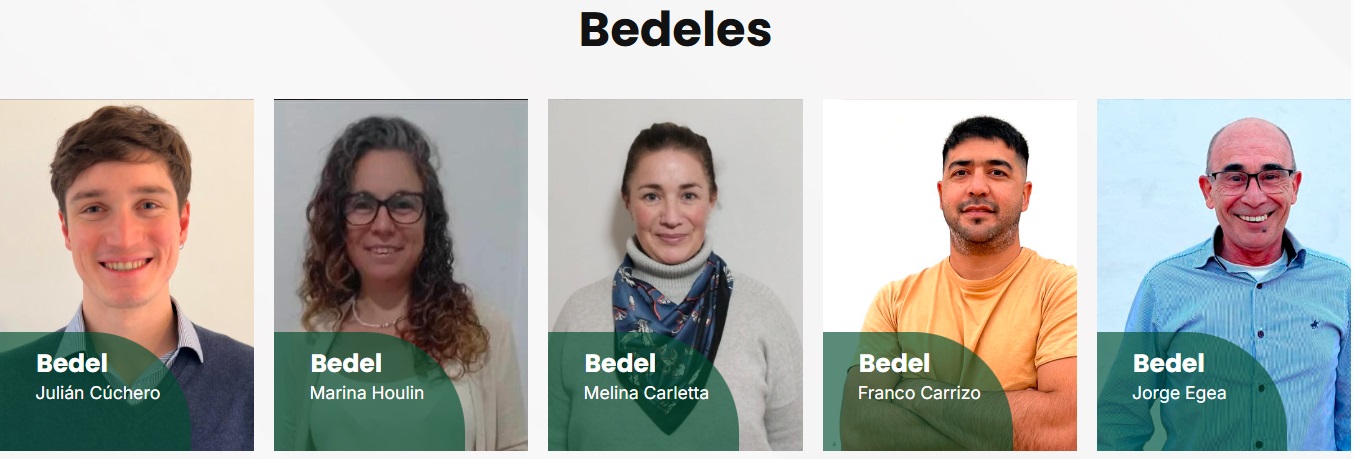 Bedeles
Bedel
Julián Cúchero
Bedel
Marina Houlin
Bedel
Melina Carletta
Bedel
Franco Carrizo
Bedel
Jorge Egea